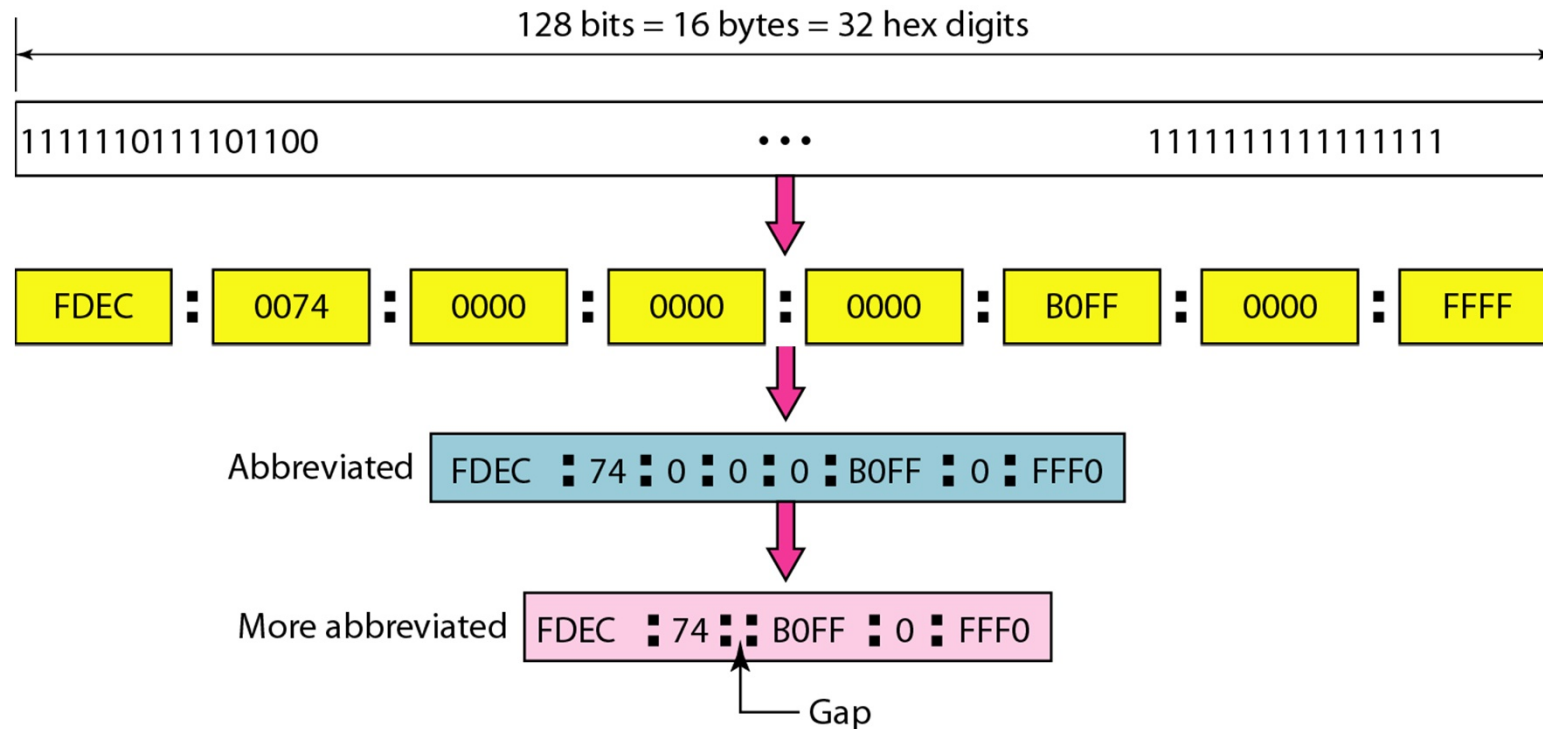 128 bits = 16 bytes = 32 hex digits
1111110111101100 ••• 1111111111111111
FDEC : 0074 : 0000 : 0000 : 0000 : B0FF : 0000 : FFFF
Abbreviated FDEC : 74 : 0 : 0 : 0 : B0FF : 0 : FFF0
More abbreviated FDEC : 74 : : B0FF : 0 : FFF0
Gap